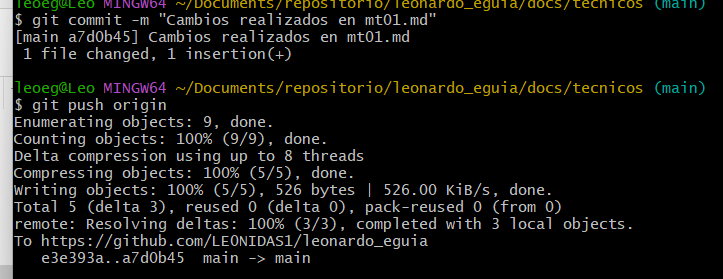 leoeg@Leo MINGW64 ~/Documents/repositorio/leonardo_eguia/docs/tecnicos (main)
$ git commit -m "Cambios realizados en mt01.md"
[main a7d0b45] Cambios realizados en mt01.md
 1 file changed, 1 insertion(+)
leoeg@Leo MINGW64 ~/Documents/repositorio/leonardo_eguia/docs/tecnicos (main)
$ git push origin
Enumerating objects: 9, done.
Counting objects: 100% (9/9), done.
Delta compression using up to 8 threads
Compressing objects: 100% (5/5), done.
Writing objects: 100% (5/5), 526 bytes | 526.00 KiB/s, done.
Total 5 (delta 3), reused 0 (delta 0), pack-reused 0 (from 0)
remote: Resolving deltas: 100% (3/3), completed with 3 local objects.
To https://github.com/LEONIDAS1/leonardo_eguia
   e3e393a..a7d0b45  main -> main